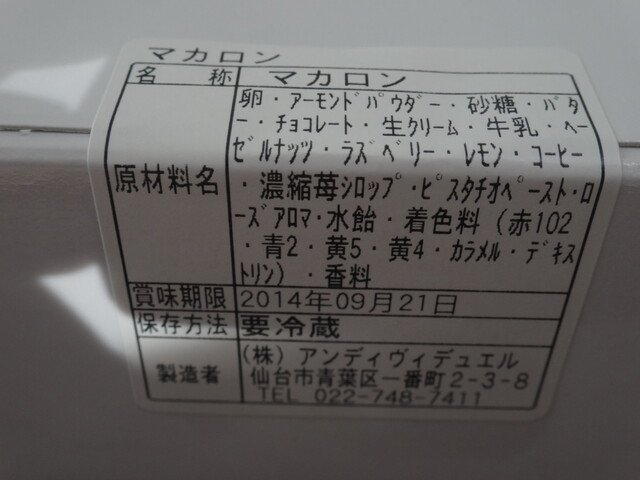 マカロン
名 称 マカロン
原材料名
卵・アーモンドパウダー・砂糖・バタ
ー・チョコレート・生クリーム・牛乳・ヘー
ゼルナッツ・ラズベリー・レモン・コーヒー
・濃縮苺シロップ・ピスタチオペースト・ロ
ーズアロマ・水飴・着色料（赤102
・青2・黄5・黄4・カラメル・デキス
トリン）・香料
賞味期限 2014年09月21日
保存方法 要冷蔵
製造者
（株）アンディヴィデュエル
仙台市青葉区一番町2-3-8
TEL 022-748-7411